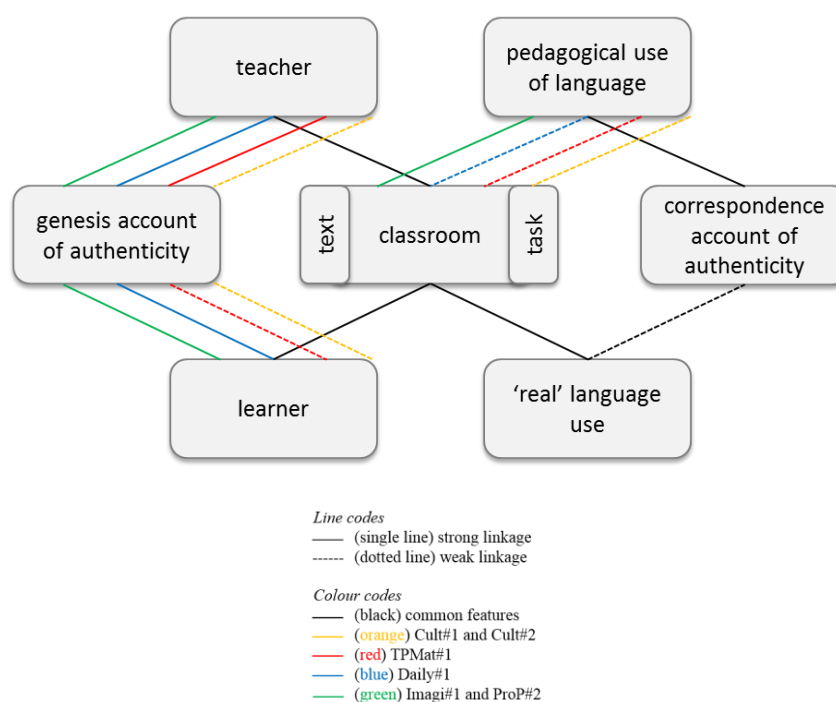 teacher
pedagogical use
of language
genesis account
of authenticity
text
classroom
task
correspondence
account of
authenticity
learner
‘real’ language
use
Line codes
(single line) strong linkage
(dotted line) weak linkage
Colour codes
(black) common features
(orange) Cult#1 and Cult#2
(red) TPMat#1
(blue) Daily#1
(green) Imagi#1 and ProP#2